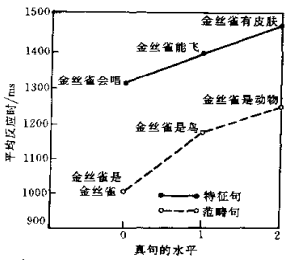 1500
1400
1300
1200
1100
1000
900
平均反应时/ms
金丝雀有皮肤
金丝雀能飞
金丝雀会唱
金丝雀是动物
金丝雀是鸟
金丝雀是
金丝雀
特征句
范畴句
0
1
2
真句的水平